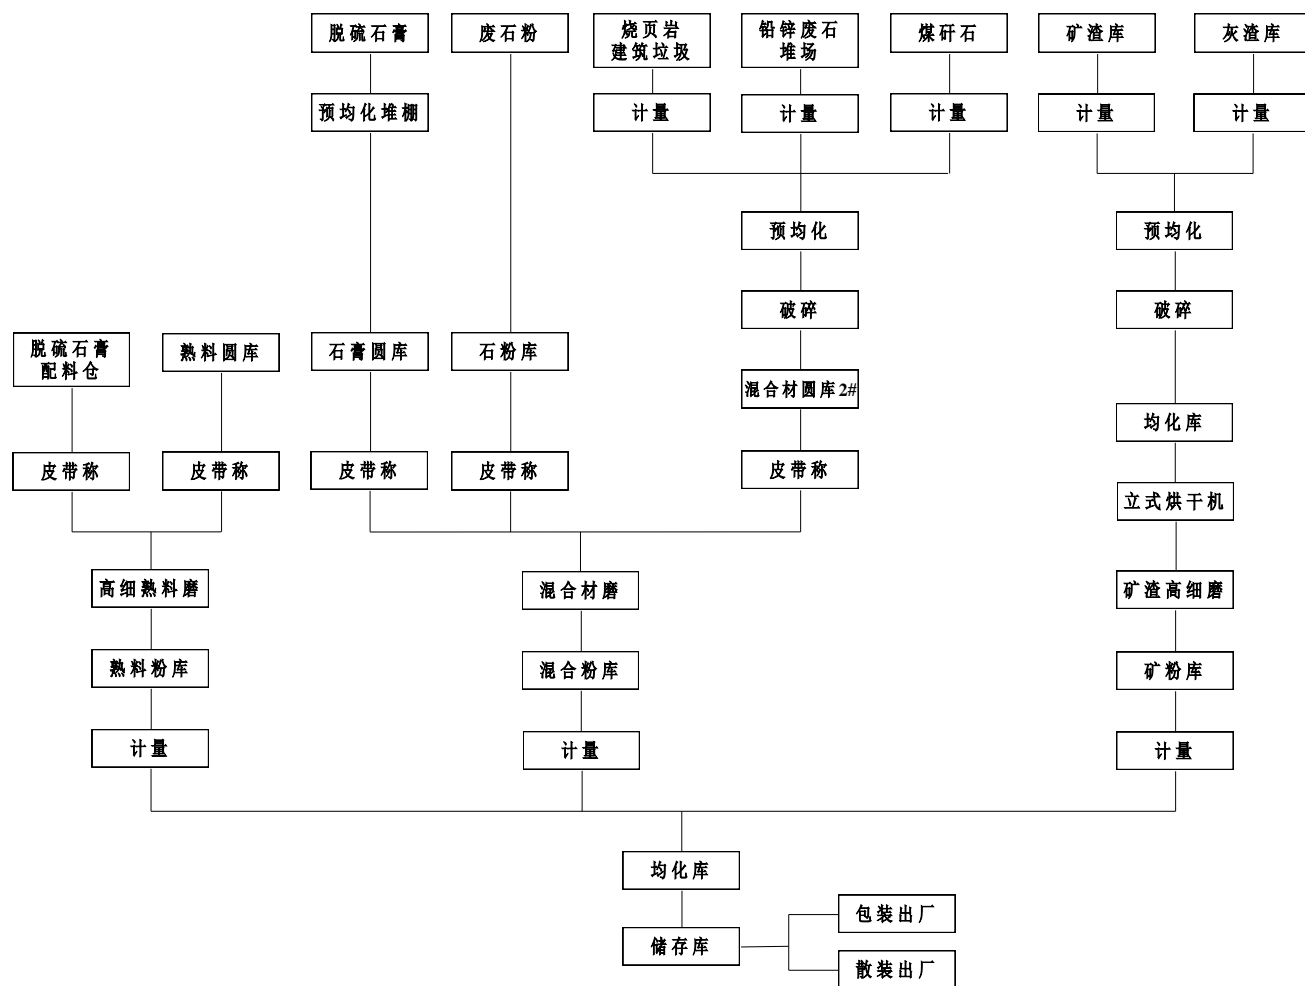 脱硫石膏
废石粉
烧页岩
建筑垃圾
铅锌废石
堆场
煤矸石
矿渣库
灰渣库
预均化堆棚
计量
计量
计量
计量
计量
预均化
预均化
破碎
破碎
脱硫石膏
配料仓
熟料圆库
石膏圆库
石粉库
混合材圆库2#
均化库
皮带称
皮带称
皮带称
皮带称
皮带称
立式烘干机
高细熟料磨
混合材磨
矿渣高细磨
熟料粉库
混合粉库
矿粉库
计量
计量
计量
均化库
储存库
包装出厂
散装出厂